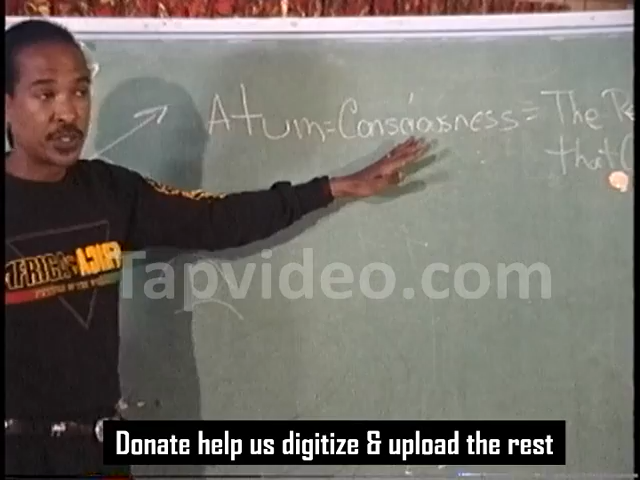 Atum = Consciousness = The
that
AFRICA
Tapvideo.com
Donate help us digitize & upload the rest